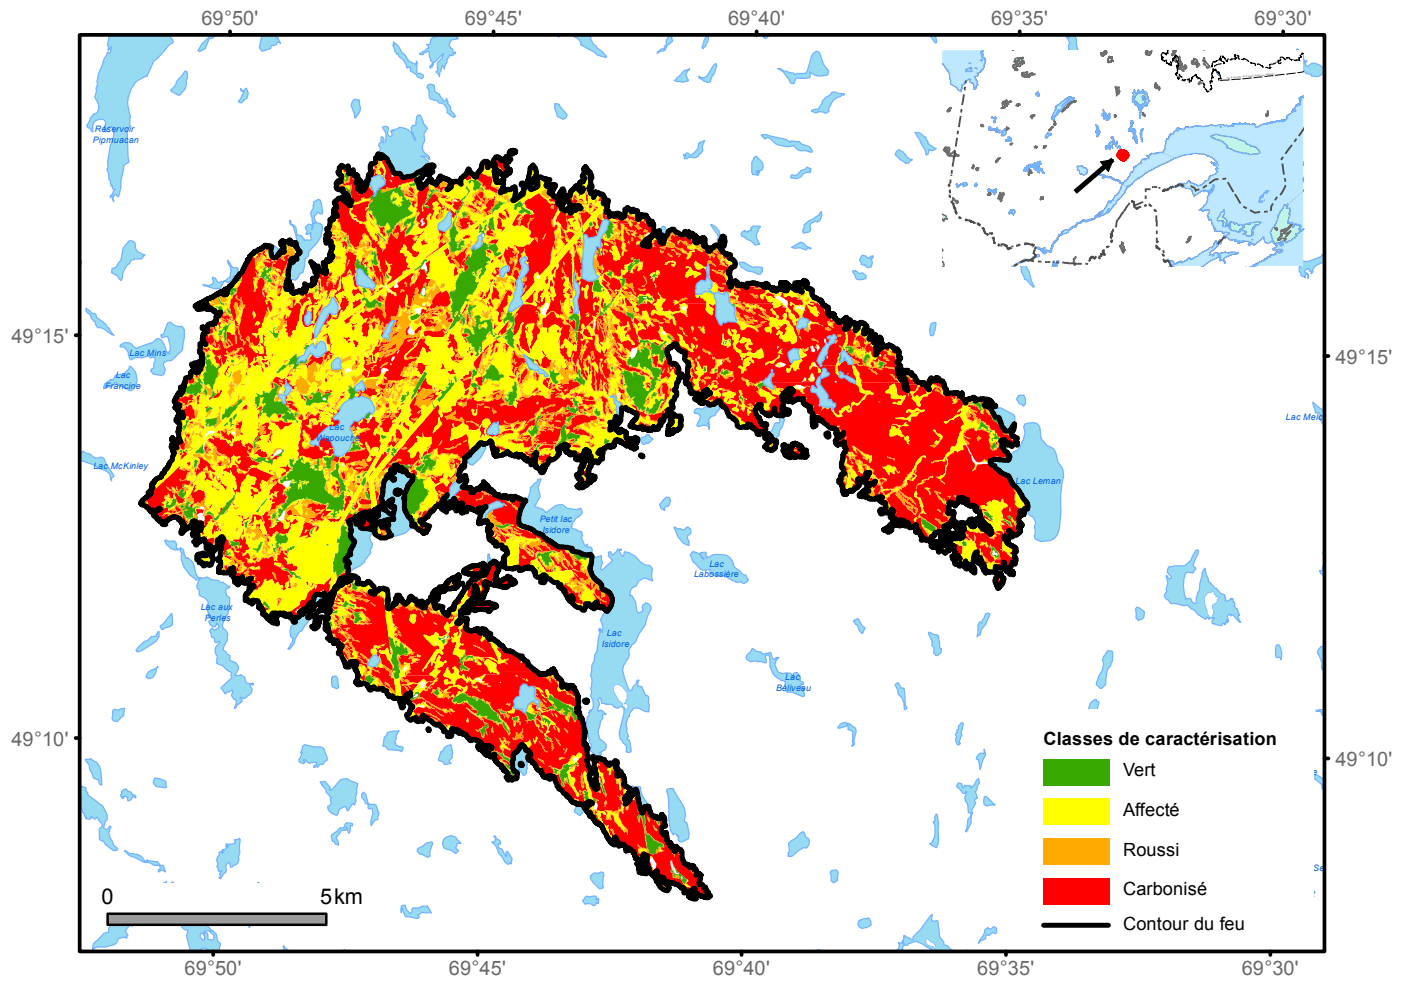 69°50'
69°45'
69°40'
69°35'
69°30'
Réservoir
Pipmuacan
49°15'
49°15'
Lac Mins
Lac
Francine
Lac Meld
Lac
Wapouche
Lac McKinley
Lac Leman
Petit lac
Isidore
Lac
Labossière
Lac aux
Perles
Lac
Isidore
Lac
Béliveau
49°10'
49°10'
Classes de caractérisation
Vert
Affecté
Roussi
Carbonisé
Contour du feu
0
5 km
69°50'
69°45'
69°40'
69°35'
69°30'